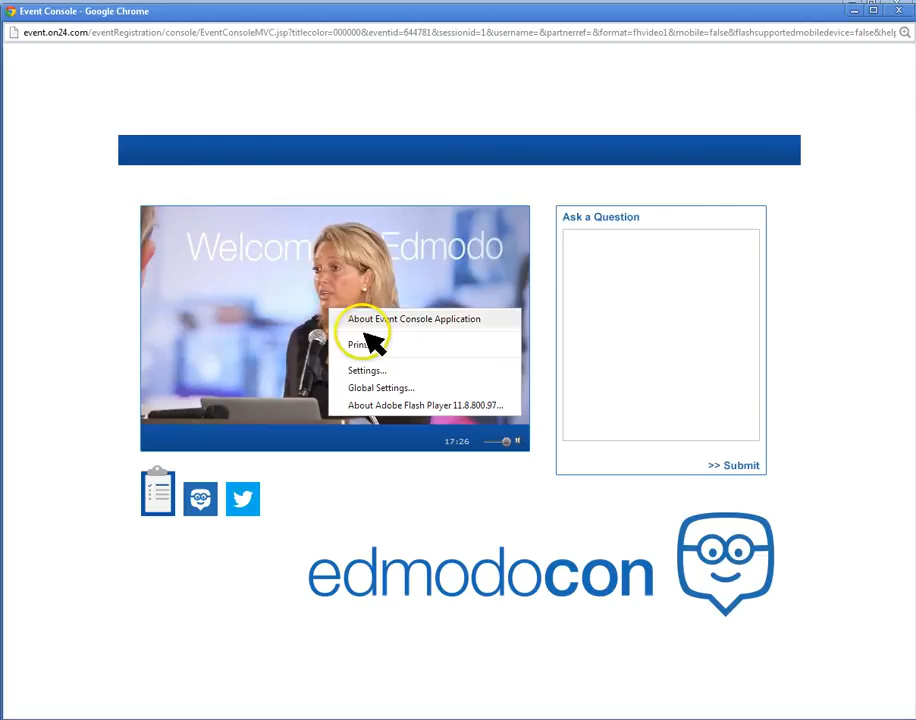 Event Console - Google Chrome
event.on24.com/eventRegistration/console/EventConsoleMVC.jsp?titlecolor=000000&eventid=644781&sessionid=1&username=&partnerref=&format=fhvideo1&mobile=false&flashsupportedmobiledevice=false&help
Welcom Edmodo
Ask a Question
About Event Console Application
Settings...
Global Settings...
About Adobe Flash Player 11.8.800.97...
17:26
>> Submit
edmodocon